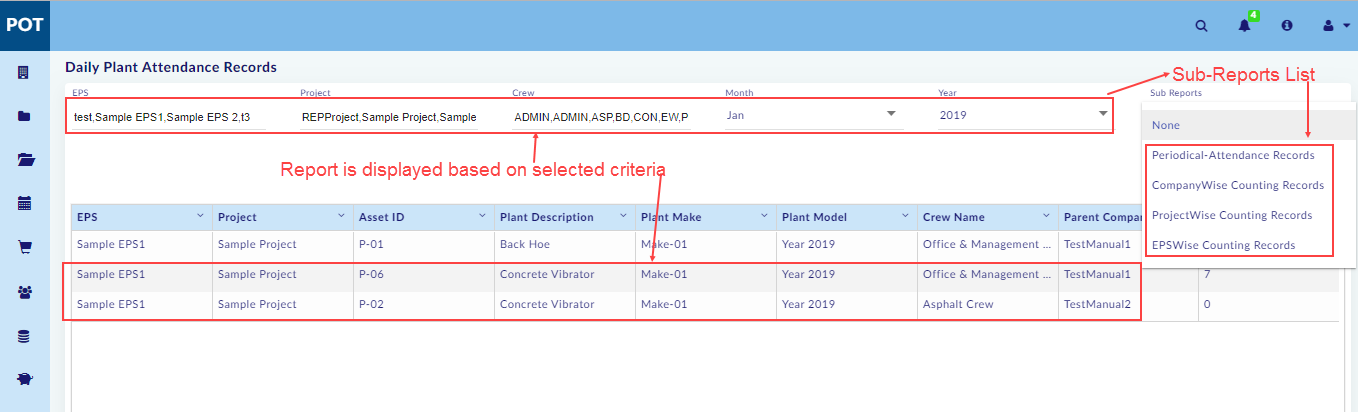 POT
4
Daily Plant Attendance Records
Sub-Reports List
EPS Project Crew Month Year Sub Reports
test,Sample EPS1,Sample EPS 2,t3 REPProject,Sample Project,Sample ADMIN,ADMIN,ASP,BD,CON,EW,P Jan 2019
None
Periodical-Attendance Records
CompanyWise Counting Records
ProjectWise Counting Records
EPSWise Counting Records
Report is displayed based on selected criteria
EPS Project Asset ID Plant Description Plant Make Plant Model Crew Name Parent Compan
Sample EPS1 Sample Project P-01 Back Hoe Make-01 Year 2019 Office & Management ... TestManual1
Sample EPS1 Sample Project P-06 Concrete Vibrator Make-01 Year 2019 Office & Management ... TestManual1 7
Sample EPS1 Sample Project P-02 Concrete Vibrator Make-01 Year 2019 Asphalt Crew TestManual2 0